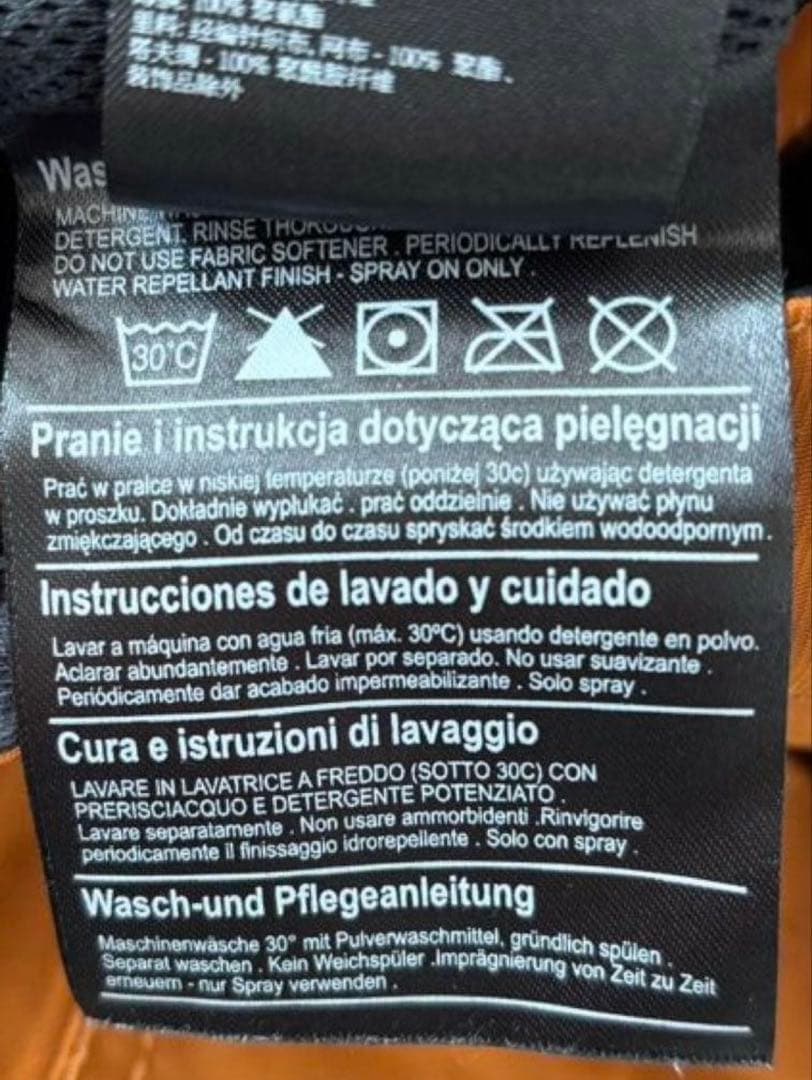 100% 聚氨酯
里料: 经编针织布, 网布 - 100% 聚酯.
塔夫绸 - 100% 聚酰胺纤维
装饰品除外
DETERGENT. RINSE
DO NOT USE FABRIC SOFTENER . PERIODICALLY REPLENISH
WATER REPELLANT FINISH - SPRAY ON ONLY .
30°C
Pranie i instrukcja dotycząca pielęgnacji
Prać w pralce w niskiej temperaturze (poniżej 30c) używając detergenta
w proszku. Dokładnie wypłukać . prać oddzielnie . Nie używać płynu
zmiękczającego . Od czasu do czasu spryskać środkiem wodoodpornym .
Instrucciones de lavado y cuidado
Lavar a máquina con agua fria (máx. 30ºC) usando detergente en polvo.
Aclarar abundantemente . Lavar por separado. No usar suavizante .
Periódicamente dar acabado impermeabilizante . Solo spray .
Cura e istruzioni di lavaggio
LAVARE IN LAVATRICE A FREDDO (SOTTO 30C) CON
PRERISCIACQUO E DETERGENTE POTENZIATO .
Lavare separatamente . Non usare ammorbidenti .Rinvigorire
periodicamente il finissaggio idrorepellente . Solo con spray .
Wasch-und Pflegeanleitung
Maschinenwäsche 30° mit Pulverwaschmittel, gründlich spülen .
Separat waschen . Kein Weichspüler .Imprägnierung von Zeit zu Zeit
erneuern - nur Spray verwenden .